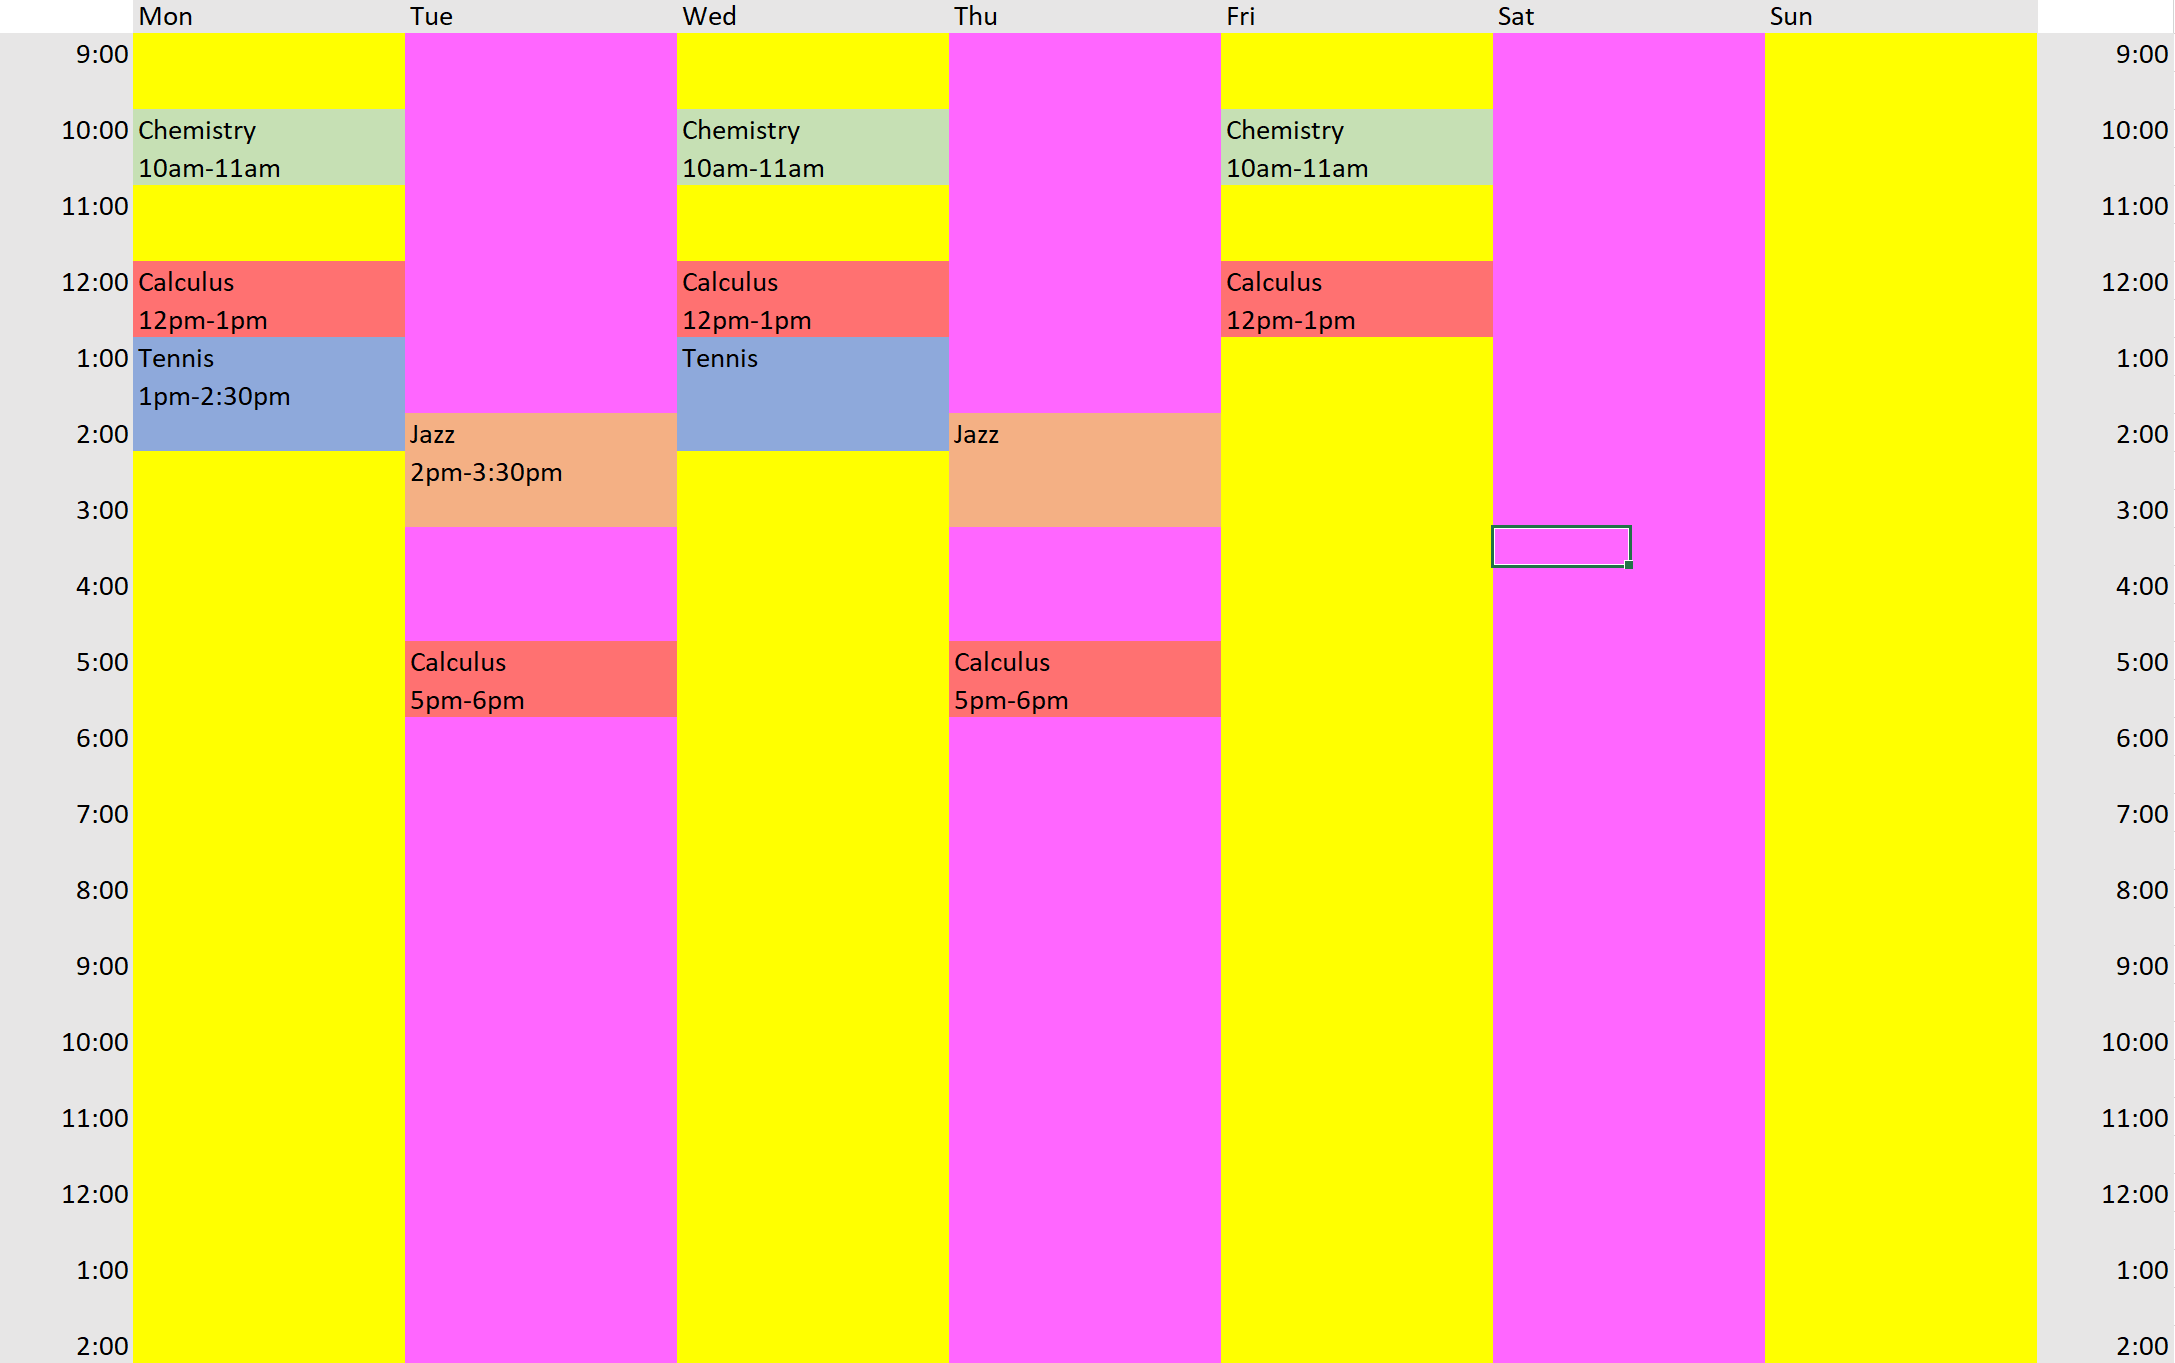 Mon Tue Wed Thu Fri Sat Sun
9:00 9:00
10:00 Chemistry Chemistry Chemistry 10:00
10am-11am 10am-11am 10am-11am
11:00 11:00
12:00 Calculus Calculus Calculus 12:00
12pm-1pm 12pm-1pm 12pm-1pm
1:00 Tennis Tennis 1:00
1pm-2:30pm
2:00 Jazz Jazz 2:00
2pm-3:30pm
3:00 3:00
4:00 4:00
5:00 Calculus Calculus 5:00
5pm-6pm 5pm-6pm
6:00 6:00
7:00 7:00
8:00 8:00
9:00 9:00
10:00 10:00
11:00 11:00
12:00 12:00
1:00 1:00
2:00 2:00